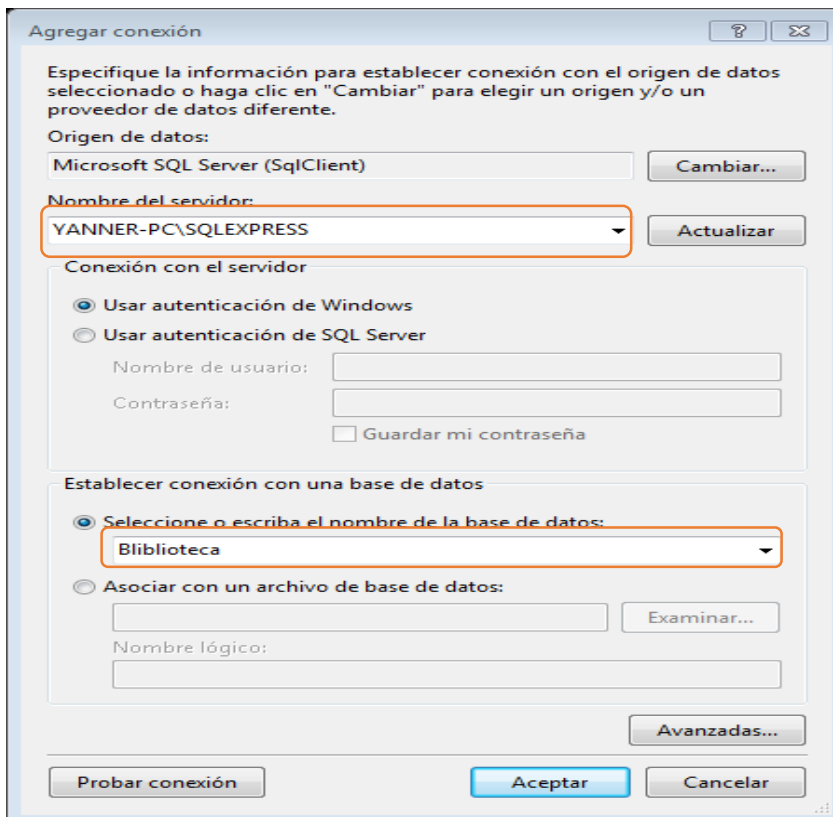 Agregar conexión
Especifique la información para establecer conexión con el origen de datos
seleccionado o haga clic en "Cambiar" para elegir un origen y/o un
proveedor de datos diferente.
Origen de datos:
Microsoft SQL Server (SqlClient)
Cambiar...
Nombre del servidor:
YANNER-PC\SQLEXPRESS
Actualizar
Conexión con el servidor
Usar autenticación de Windows
Usar autenticación de SQL Server
Nombre de usuario:
Contraseña:
Guardar mi contraseña
Establecer conexión con una base de datos
Seleccione o escriba el nombre de la base de datos:
Bliblioteca
Asociar con un archivo de base de datos:
Examinar...
Nombre lógico:
Avanzadas...
Probar conexión
Aceptar
Cancelar